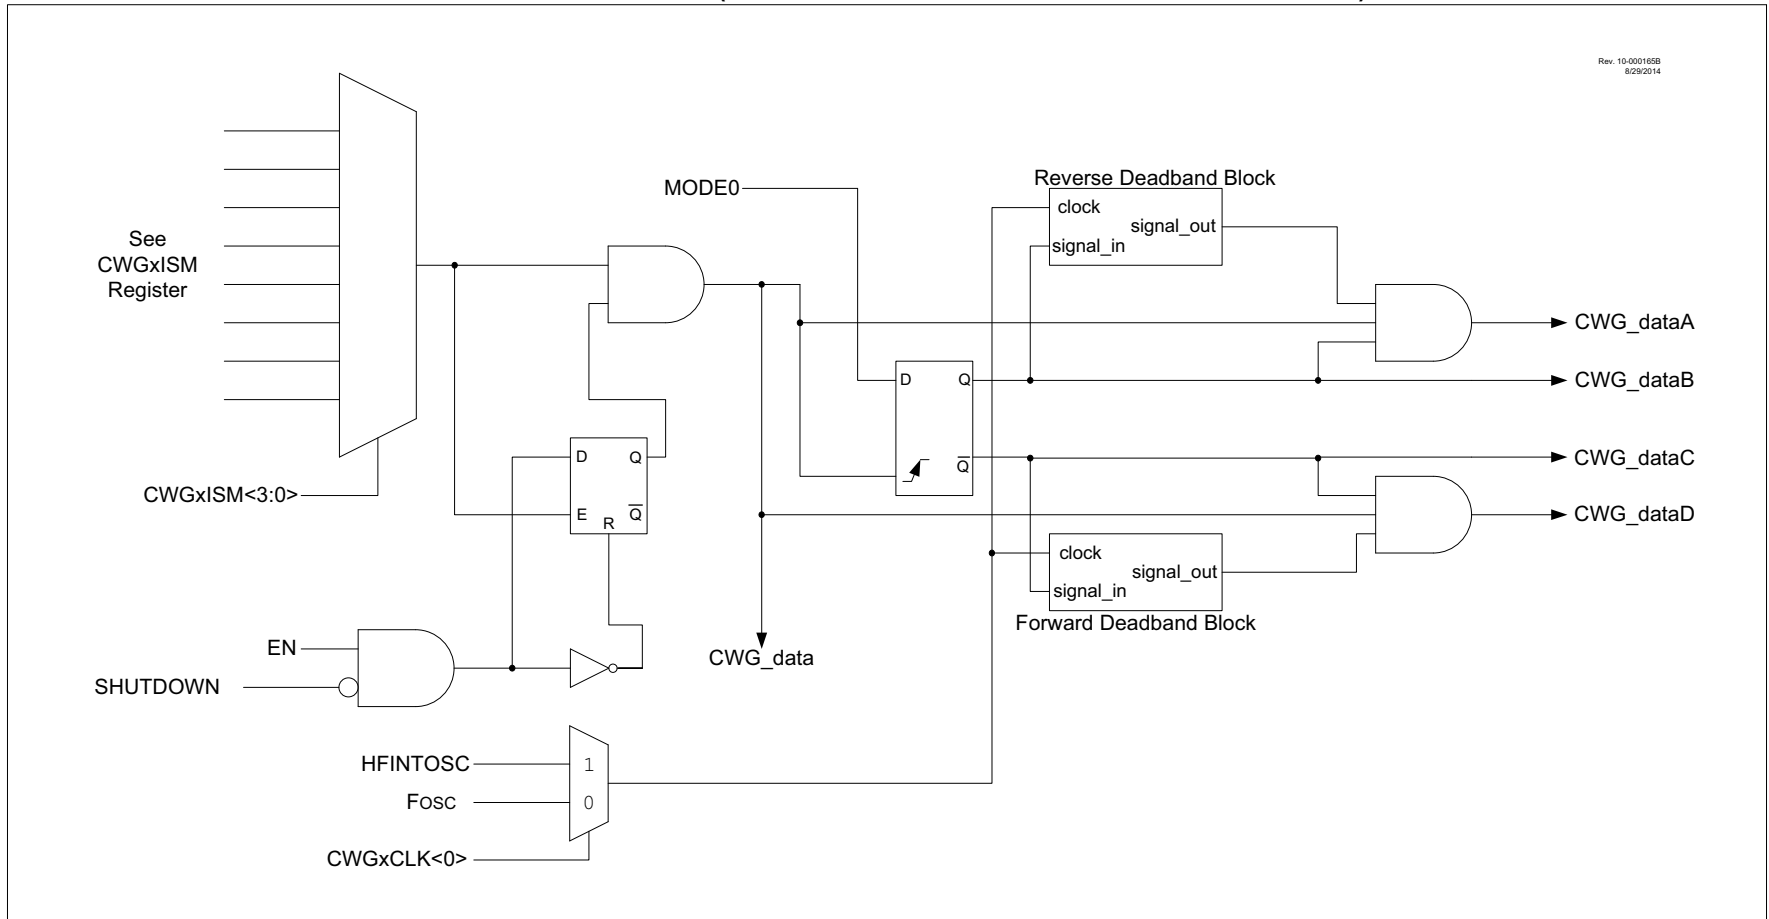 Rev. 10-000165B
8/29/2014
See
CWGxISM
Register
CWGxISM<3:0>
MODE0
Reverse Deadband Block
clock
signal_out
signal_in
D
Q
Q
CWG_dataA
CWG_dataB
CWG_dataC
CWG_dataD
D
Q
E
R
Q
clock
signal_out
signal_in
Forward Deadband Block
CWG_data
EN
SHUTDOWN
HFINTOSC
1
FOSC
0
CWGxCLK<0>